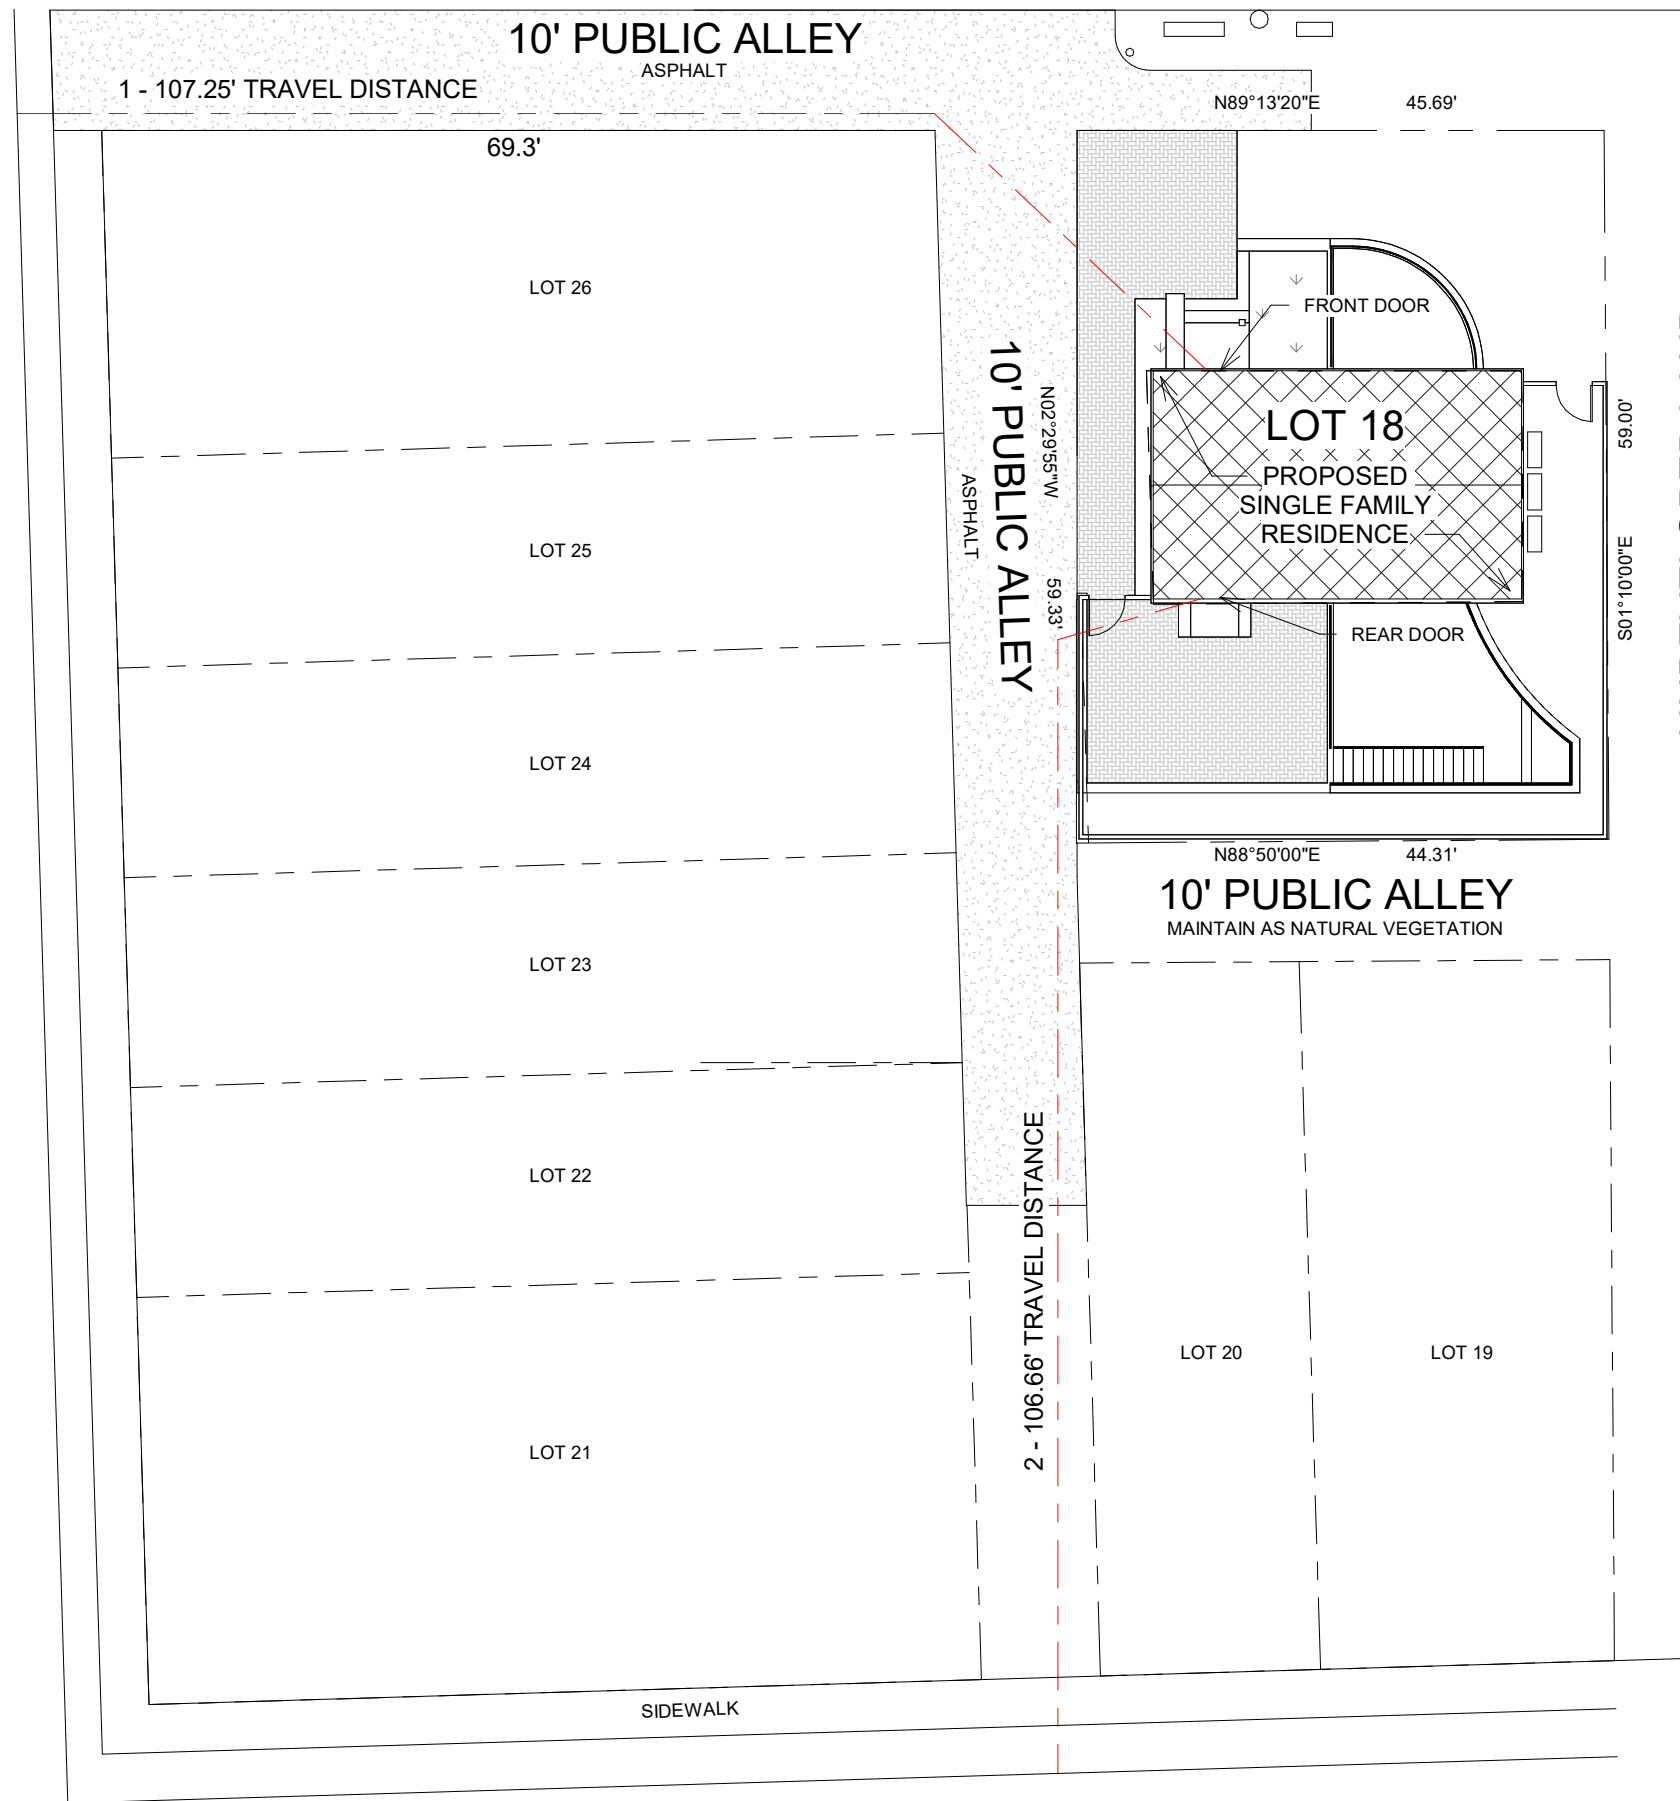 10' PUBLIC ALLEY
ASPHALT
1 - 107.25' TRAVEL DISTANCE
N89°13'20"E 45.69'
69.3'
LOT 26
FRONT DOOR
10' PUBLIC ALLEY
ASPHALT
N02°29'55"W 59.33'
LOT 18
PROPOSED
SINGLE FAMILY
RESIDENCE
59.00'
S01°10'00"E
LOT 25
REAR DOOR
LOT 24
N88°50'00"E 44.31'
10' PUBLIC ALLEY
MAINTAIN AS NATURAL VEGETATION
LOT 23
LOT 22
2 - 106.66' TRAVEL DISTANCE
LOT 20
LOT 19
LOT 21
SIDEWALK